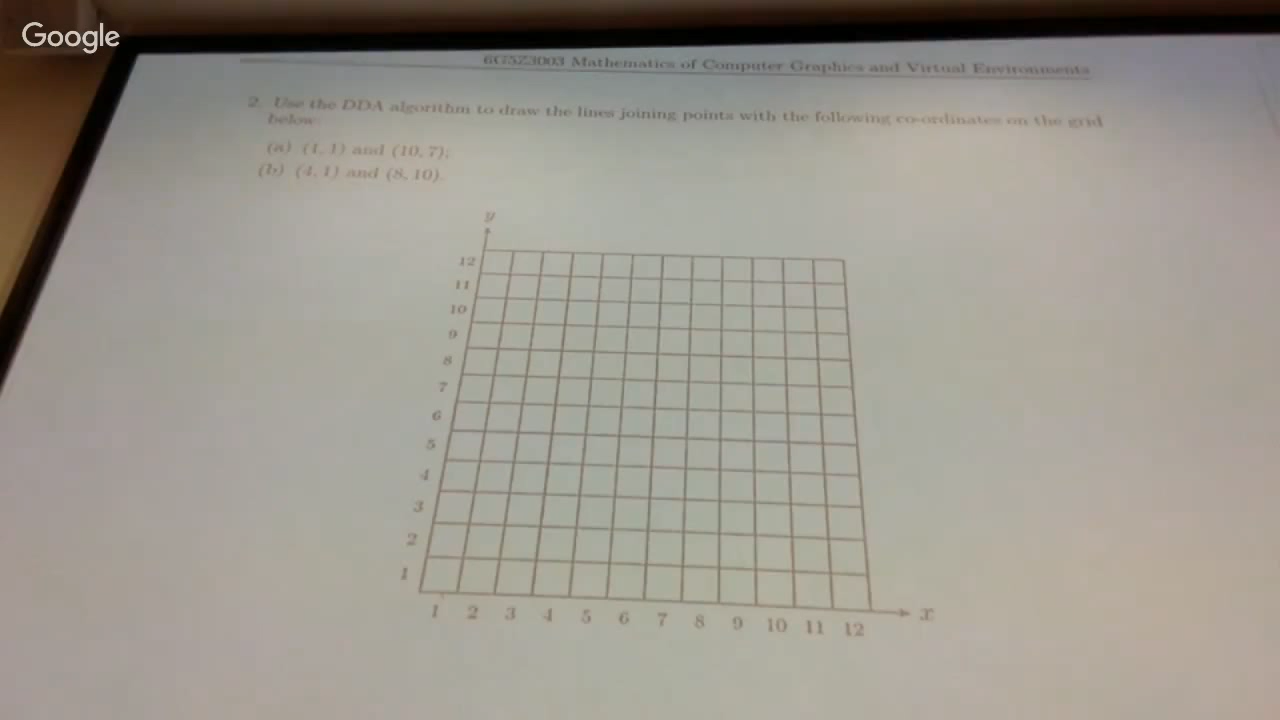 Google
6G5Z3003 Mathematics of Computer Graphics and Virtual Environments
2. Use the DDA algorithm to draw the lines joining points with the following co-ordinates on the grid
below:
(a) (1, 1) and (10, 7);
(b) (4, 1) and (8, 10).
y
12
11
10
9
8
7
6
5
4
3
2
1
1 2 3 4 5 6 7 8 9 10 11 12 x